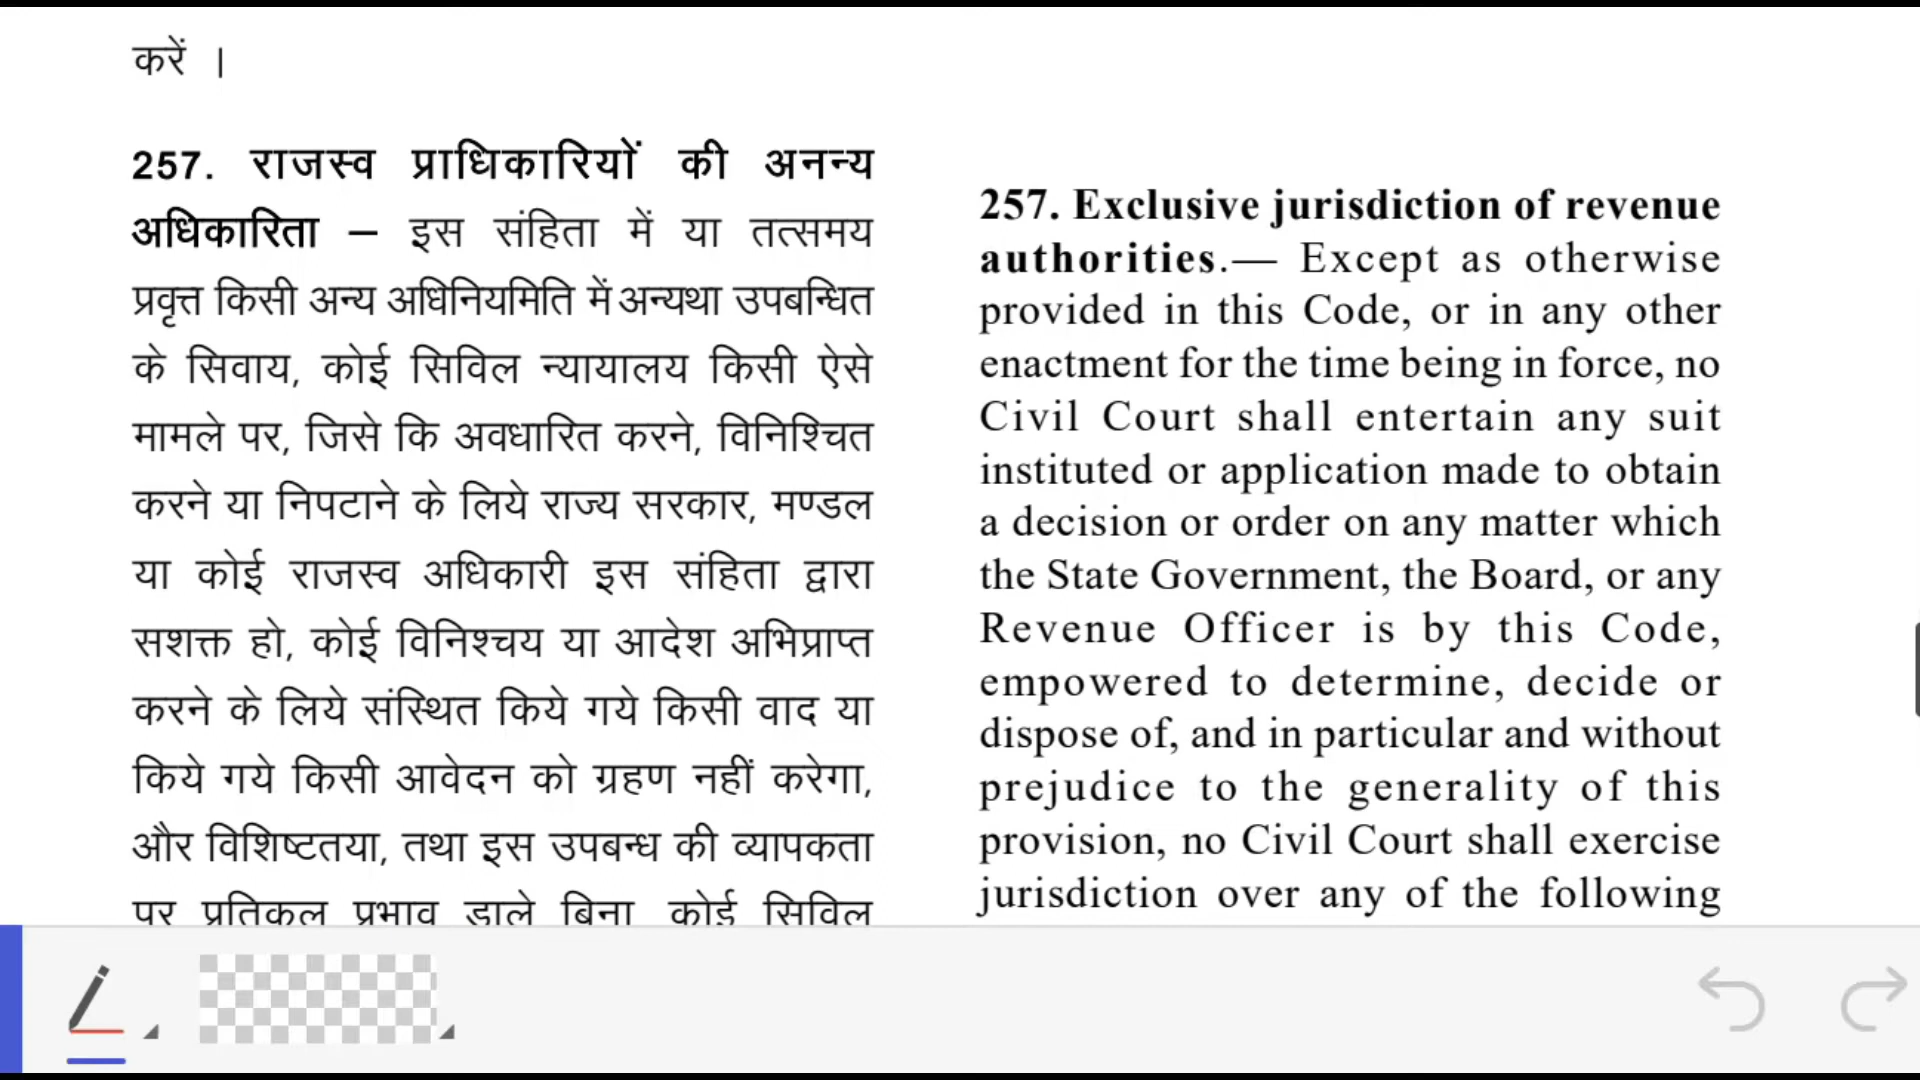 करें ।
257. राजस्व प्राधिकारियों की अनन्य
अधिकारिता – इस संहिता में या तत्समय
प्रवृत्त किसी अन्य अधिनियमिति में अन्यथा उपबन्धित
के सिवाय, कोई सिविल न्यायालय किसी ऐसे
मामले पर, जिसे कि अवधारित करने, विनिश्चित
करने या निपटाने के लिये राज्य सरकार, मण्डल
या कोई राजस्व अधिकारी इस संहिता द्वारा
सशक्त हो, कोई विनिश्चय या आदेश अभिप्राप्त
करने के लिये संस्थित किये गये किसी वाद या
किये गये किसी आवेदन को ग्रहण नहीं करेगा,
और विशिष्टतया, तथा इस उपबन्ध की व्यापकता
पर प्रतिकूल प्रभाव डाले बिना कोई सिविल
257. Exclusive jurisdiction of revenue
authorities.— Except as otherwise
provided in this Code, or in any other
enactment for the time being in force, no
Civil Court shall entertain any suit
instituted or application made to obtain
a decision or order on any matter which
the State Government, the Board, or any
Revenue Officer is by this Code,
empowered to determine, decide or
dispose of, and in particular and without
prejudice to the generality of this
provision, no Civil Court shall exercise
jurisdiction over any of the following